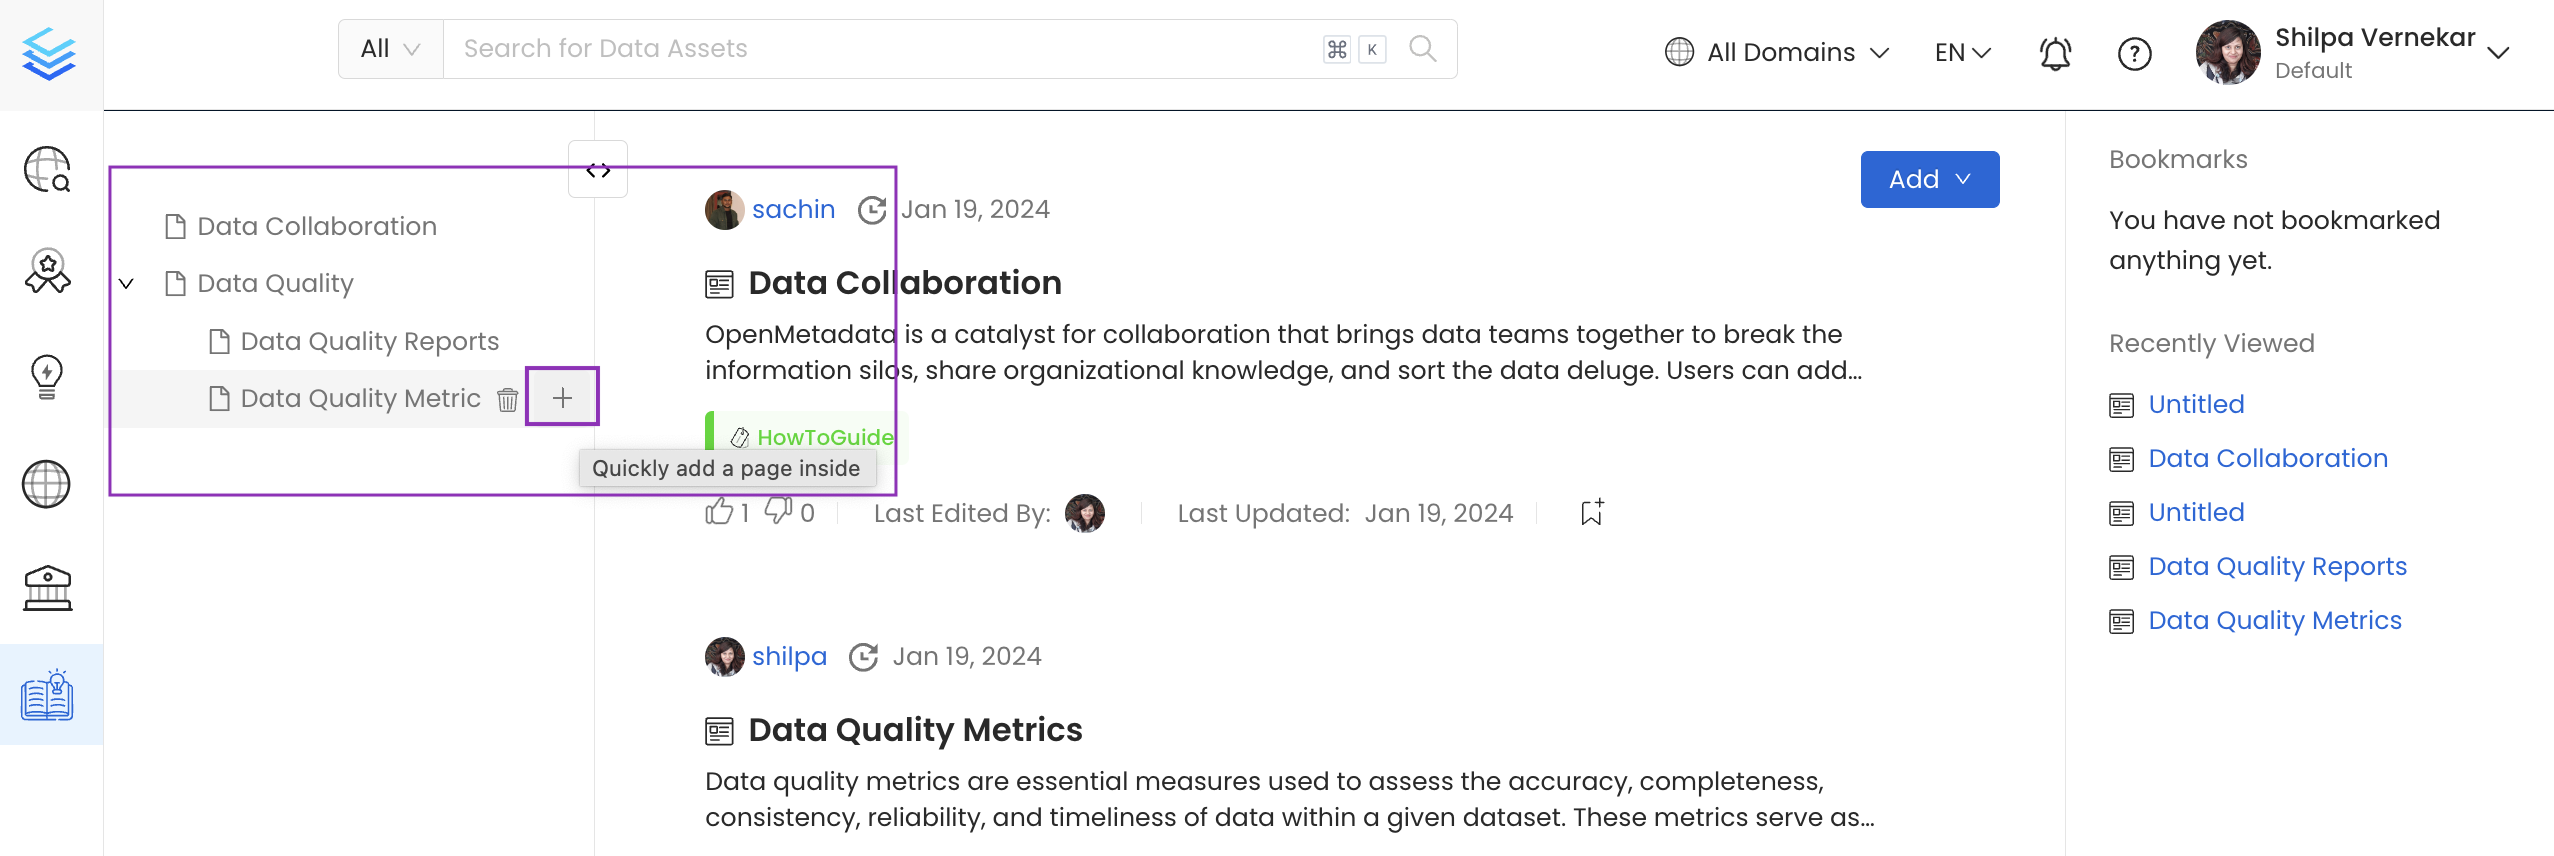 All
Search for Data Assets
⌘ K
All Domains
EN
Shilpa Vernekar
Default
Data Collaboration
Data Quality
Data Quality Reports
Data Quality Metric
Quickly add a page inside
Add
sachin Jan 19, 2024
Data Collaboration
OpenMetadata is a catalyst for collaboration that brings data teams together to break the
information silos, share organizational knowledge, and sort the data deluge. Users can add...
HowToGuide
1 0 Last Edited By: Last Updated: Jan 19, 2024
shilpa Jan 19, 2024
Data Quality Metrics
Data quality metrics are essential measures used to assess the accuracy, completeness,
consistency, reliability, and timeliness of data within a given dataset. These metrics serve as...
Bookmarks
You have not bookmarked
anything yet.
Recently Viewed
Untitled
Data Collaboration
Untitled
Data Quality Reports
Data Quality Metrics